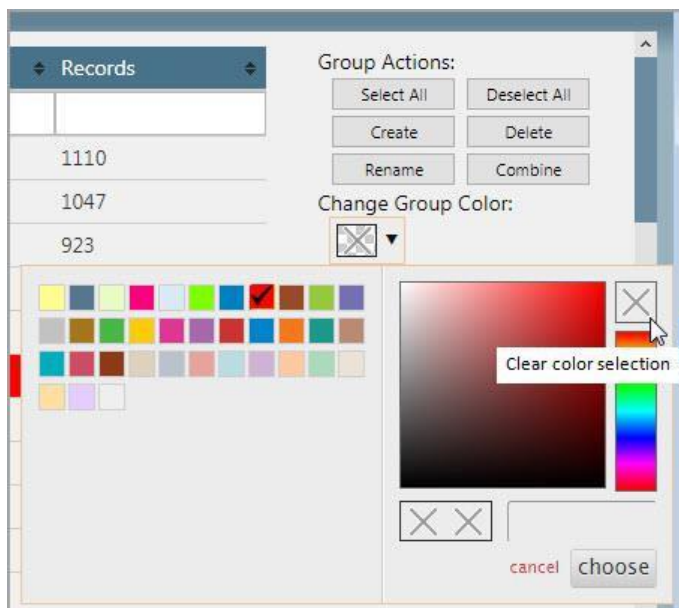 Records
Group Actions:
Select All Deselect All
Create Delete
1110
Rename Combine
1047
Change Group Color:
923
Clear color selection
cancel choose